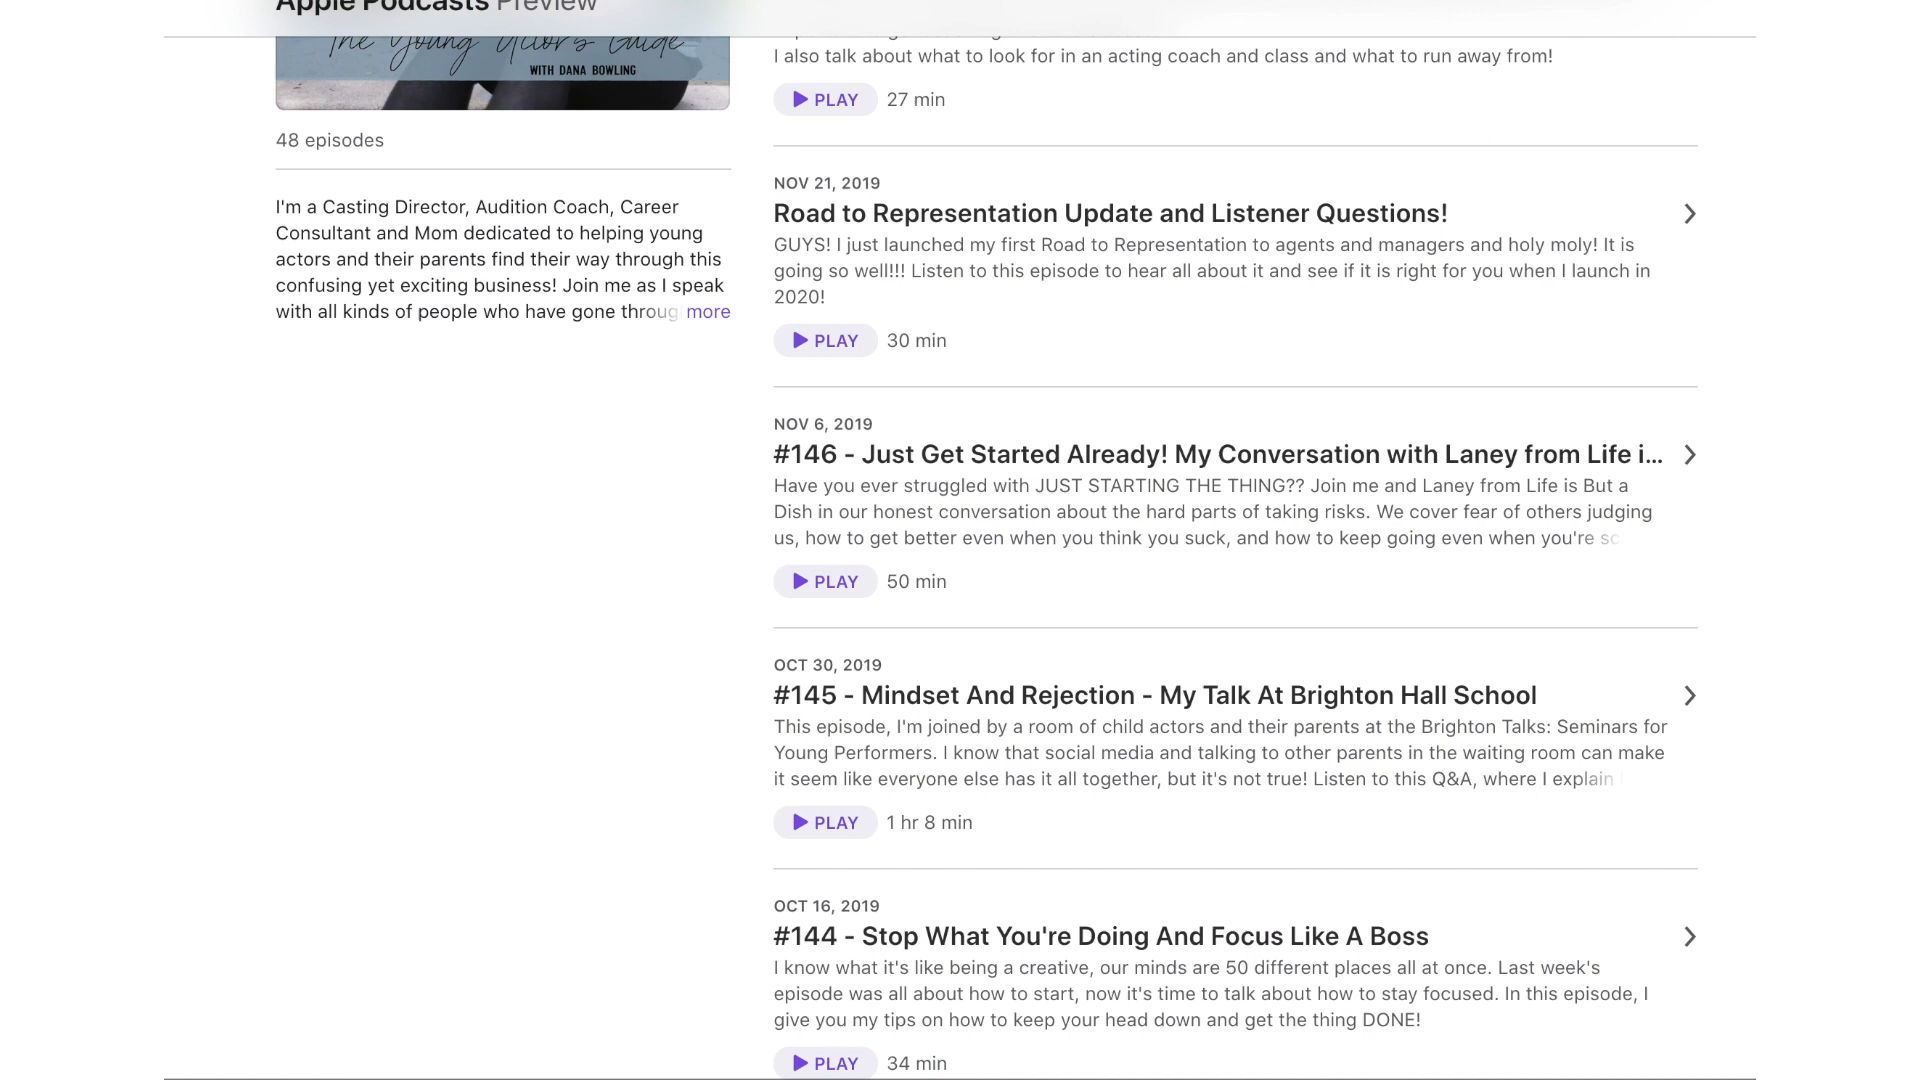 Apple Podcasts Preview
The Young Actor's Guide
WITH DANA BOWLING
48 episodes
I'm a Casting Director, Audition Coach, Career
Consultant and Mom dedicated to helping young
actors and their parents find their way through this
confusing yet exciting business! Join me as I speak
with all kinds of people who have gone throug more
I also talk about what to look for in an acting coach and class and what to run away from!
PLAY 27 min
NOV 21, 2019
Road to Representation Update and Listener Questions!
GUYS! I just launched my first Road to Representation to agents and managers and holy moly! It is
going so well!!! Listen to this episode to hear all about it and see if it is right for you when I launch in
2020!
PLAY 30 min
NOV 6, 2019
#146 - Just Get Started Already! My Conversation with Laney from Life i...
Have you ever struggled with JUST STARTING THE THING?? Join me and Laney from Life is But a
Dish in our honest conversation about the hard parts of taking risks. We cover fear of others judging
us, how to get better even when you think you suck, and how to keep going even when you're sc
PLAY 50 min
OCT 30, 2019
#145 - Mindset And Rejection - My Talk At Brighton Hall School
This episode, I'm joined by a room of child actors and their parents at the Brighton Talks: Seminars for
Young Performers. I know that social media and talking to other parents in the waiting room can make
it seem like everyone else has it all together, but it's not true! Listen to this Q&A, where I explain
PLAY 1 hr 8 min
OCT 16, 2019
#144 - Stop What You're Doing And Focus Like A Boss
I know what it's like being a creative, our minds are 50 different places all at once. Last week's
episode was all about how to start, now it's time to talk about how to stay focused. In this episode, I
give you my tips on how to keep your head down and get the thing DONE!
PLAY 34 min